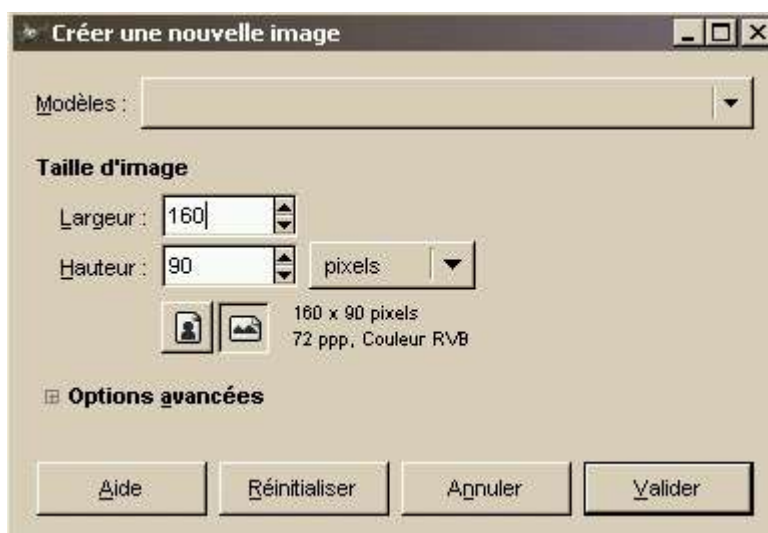 Créer une nouvelle image
Modèles :
Taille d'image
Largeur : 160
Hauteur : 90 pixels
160 x 90 pixels
72 ppp, Couleur RVB
Options avancées
Aide Réinitialiser Annuler Valider